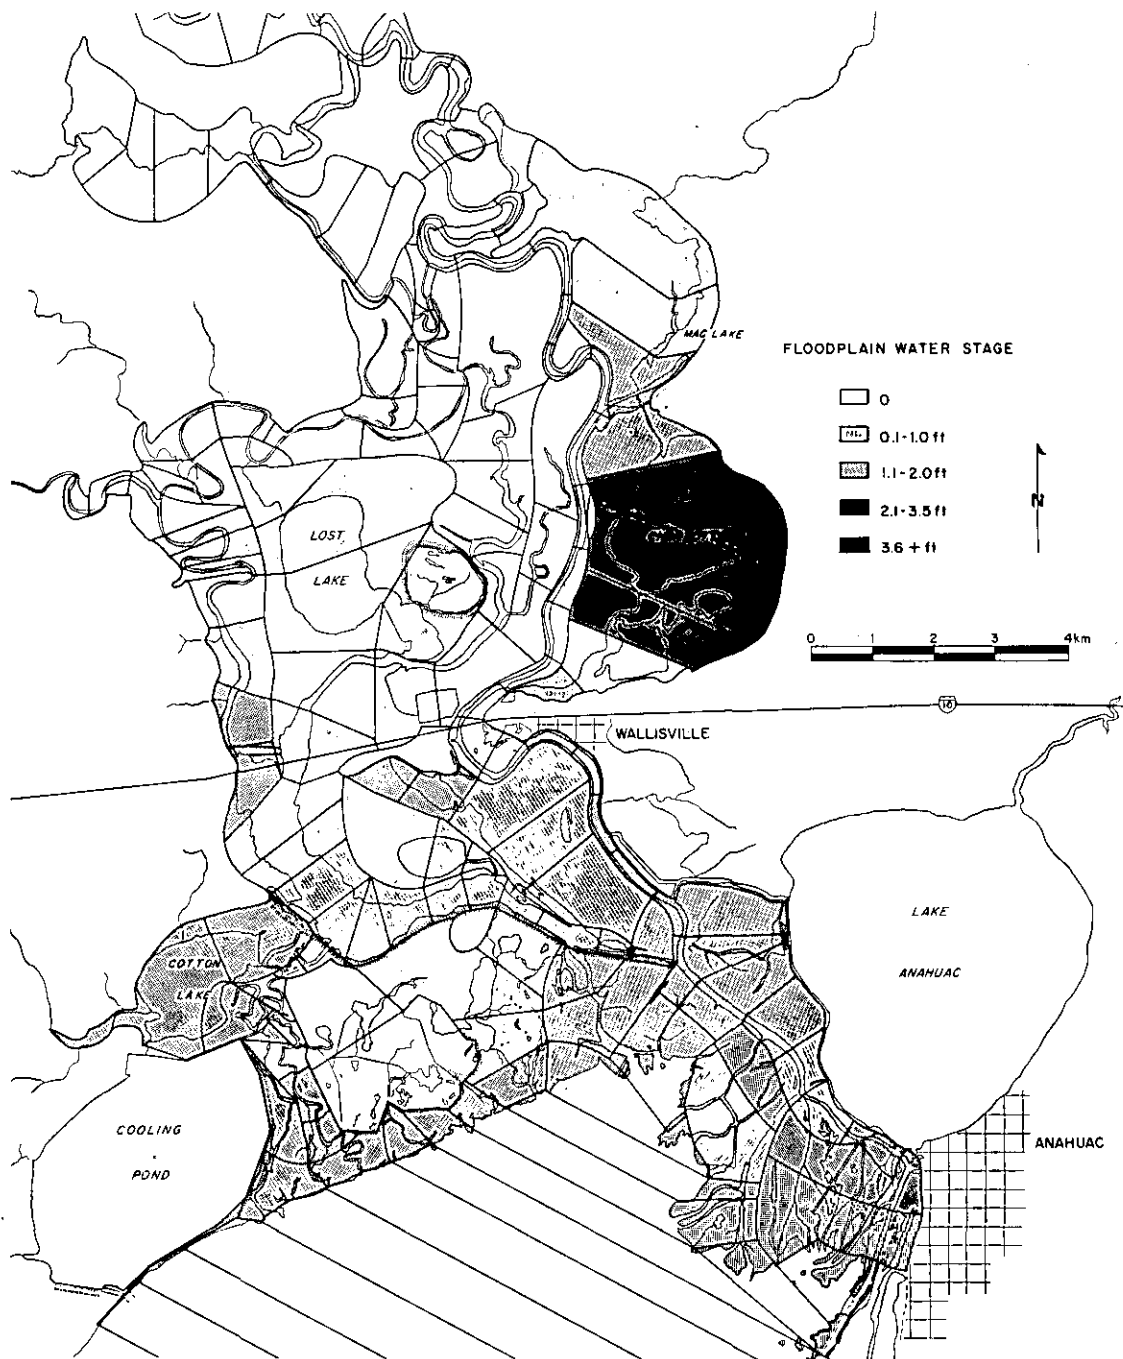 MAC LAKE
FLOODPLAIN WATER STAGE
0
0.1-1.0 ft
1.1-2.0 ft
2.1-3.5 ft
3.6 + ft
N
LOST
LAKE
0 1 2 3 4km
10
WALLISVILLE
LAKE
ANAHUAC
COTTON
LAKE
COOLING
POND
ANAHUAC